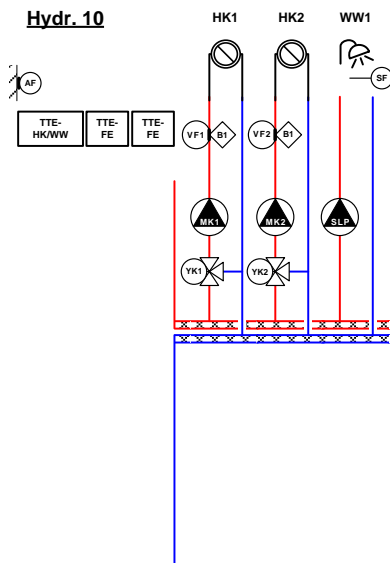 Hydr. 10
HK1
HK2
WW1
AF
SF
TTE-
HK/WW
TTE-
FE
TTE-
FE
VF1
B1
VF2
B1
MK1
MK2
SLP
YK1
YK2